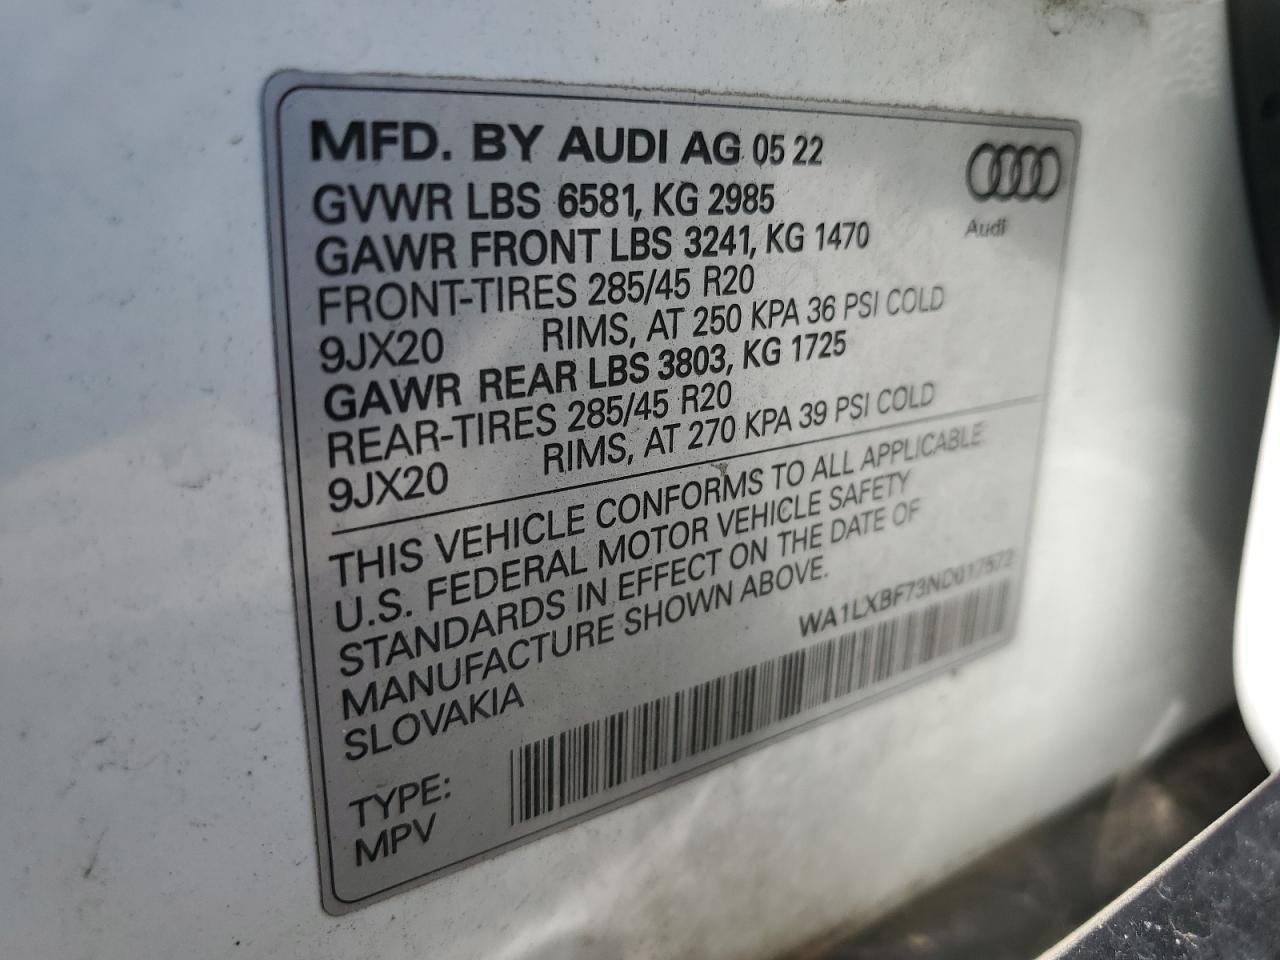 MFD. BY AUDI AG 05 22
GVWR LBS 6581, KG 2985
GAWR FRONT LBS 3241, KG 1470
FRONT-TIRES 285/45 R20
9JX20 RIMS, AT 250 KPA 36 PSI COLD
GAWR REAR LBS 3803, KG 1725
REAR-TIRES 285/45 R20
9JX20 RIMS, AT 270 KPA 39 PSI COLD
Audi
THIS VEHICLE CONFORMS TO ALL APPLICABLE
U.S. FEDERAL MOTOR VEHICLE SAFETY
STANDARDS IN EFFECT ON THE DATE OF
MANUFACTURE SHOWN ABOVE.
SLOVAKIA
WA1LXBF73ND017572
TYPE:
MPV